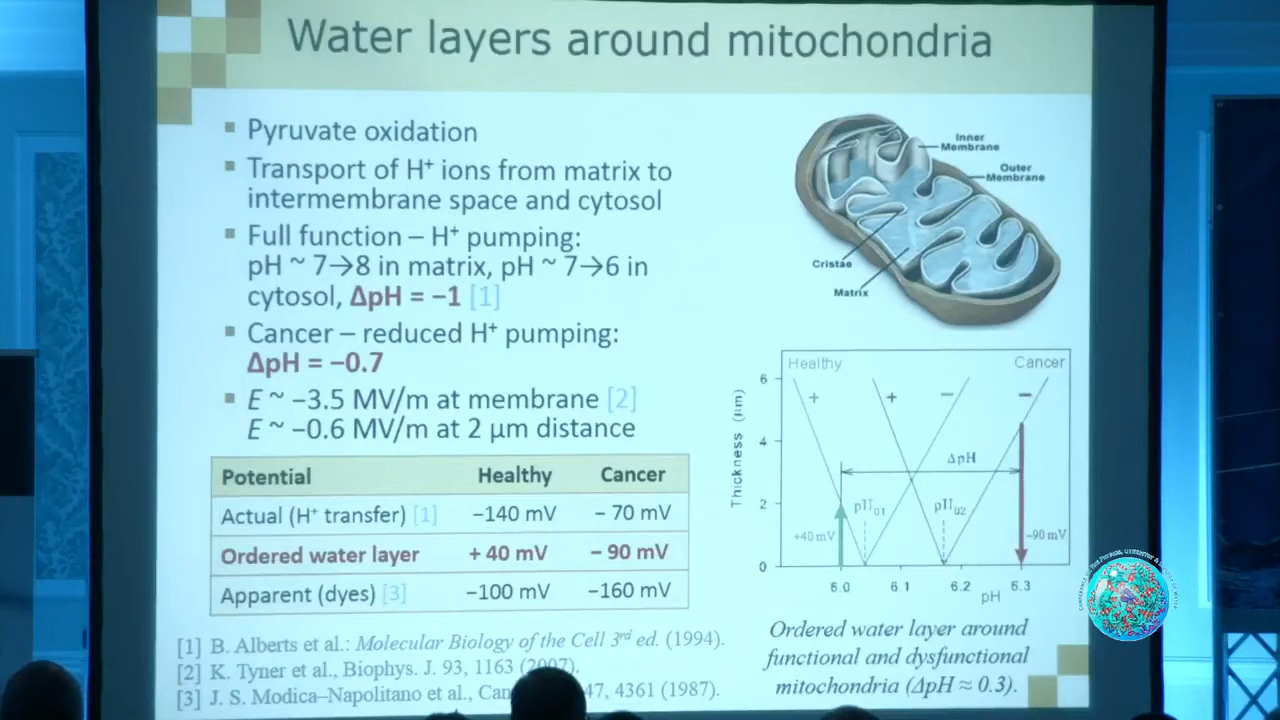 Water layers around mitochondria
Pyruvate oxidation
Transport of H⁺ ions from matrix to
intermembrane space and cytosol
Full function – H⁺ pumping:
pH ~ 7→8 in matrix, pH ~ 7→6 in
cytosol, ΔpH = −1 [1]
Cancer – reduced H⁺ pumping:
ΔpH = −0.7
E ~ −3.5 MV/m at membrane [2]
E ~ −0.6 MV/m at 2 μm distance
Potential Healthy Cancer
Actual (H⁺ transfer) [1] −140 mV − 70 mV
Ordered water layer + 40 mV − 90 mV
Apparent (dyes) [3] −100 mV −160 mV
[1] B. Alberts et al.: Molecular Biology of the Cell 3rd ed. (1994).
[2] K. Tyner et al., Biophys. J. 93, 1163 (2007).
[3] J. S. Modica–Napolitano et al., Can 47, 4361 (1987).
Inner
Membrane
Outer
Membrane
Cristae
Matrix
Healthy Cancer
6
+ + − −
Thickness (μm)
4
ΔpH
2
pH₀₁ pH₀₂
+40 mV −90 mV
0
6.0 6.1 6.2 6.3
pH
Ordered water layer around
functional and dysfunctional
mitochondria (ΔpH ≈ 0.3).